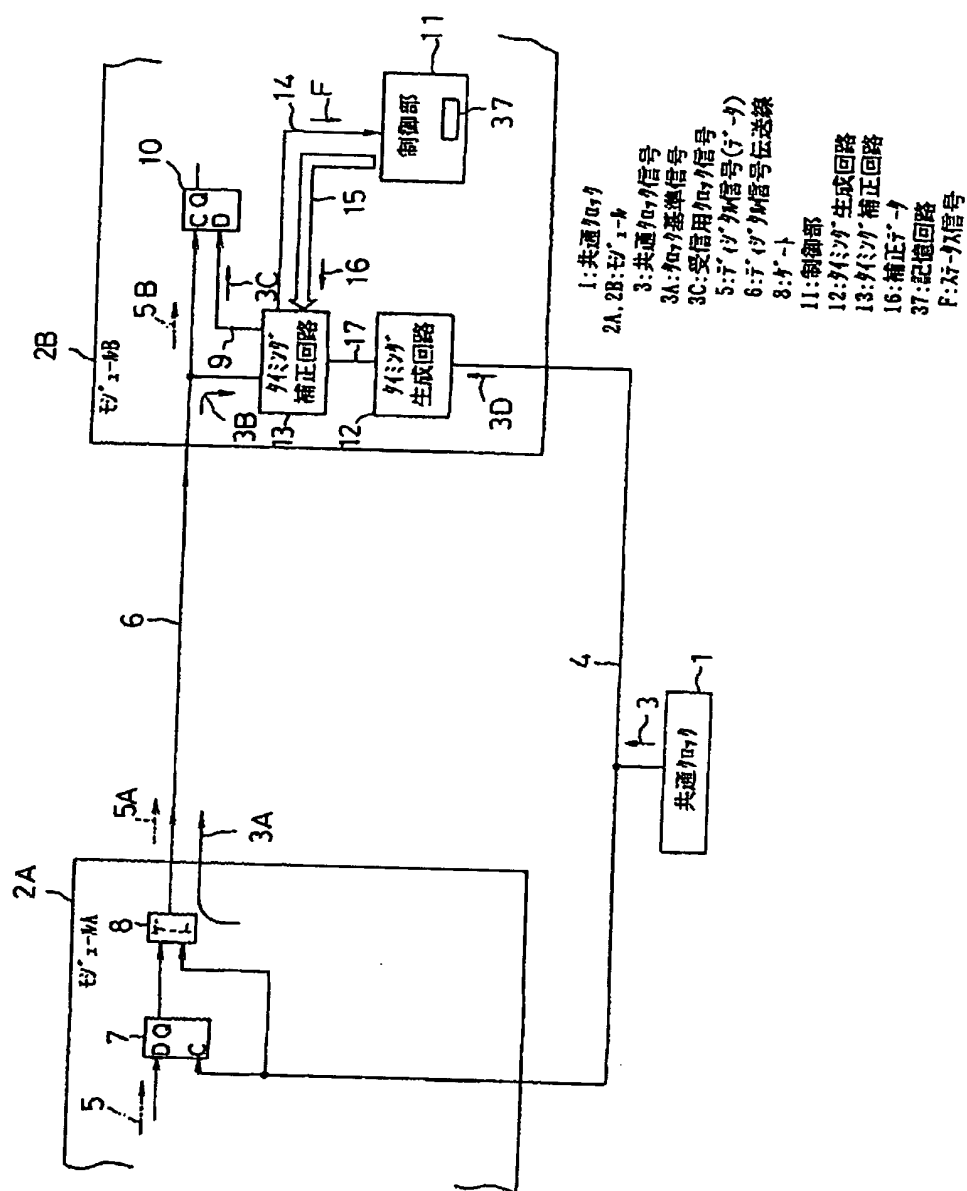 2A
モジュールA
5
7
D Q
C
8
ゲート
5A
3A
6
4
3
共通クロック
1
2B
モジュールB
5B
3B
9
3C
10
C Q
D
タイミング
補正回路
13
17
タイミング
生成回路
12
3D
14
F
15
16
制御部
37
11
1:共通クロック
2A,2B:モジュール
3:共通クロック信号
3A:クロック基準信号
3C:受信用クロック信号
5:ディジタル信号(データ)
6:ディジタル信号伝送線
8:ゲート
11:制御部
12:タイミング生成回路
13:タイミング補正回路
16:補正データ
37:記憶回路
F:ステータス信号